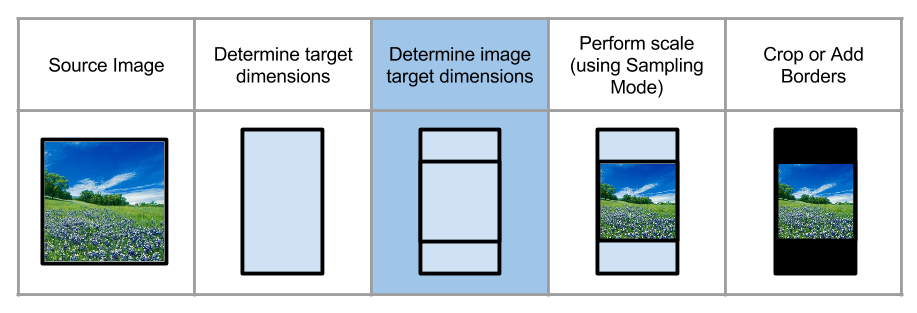 Source Image
Determine target
dimensions
Determine image
target dimensions
Perform scale
(using Sampling
Mode)
Crop or Add
Borders